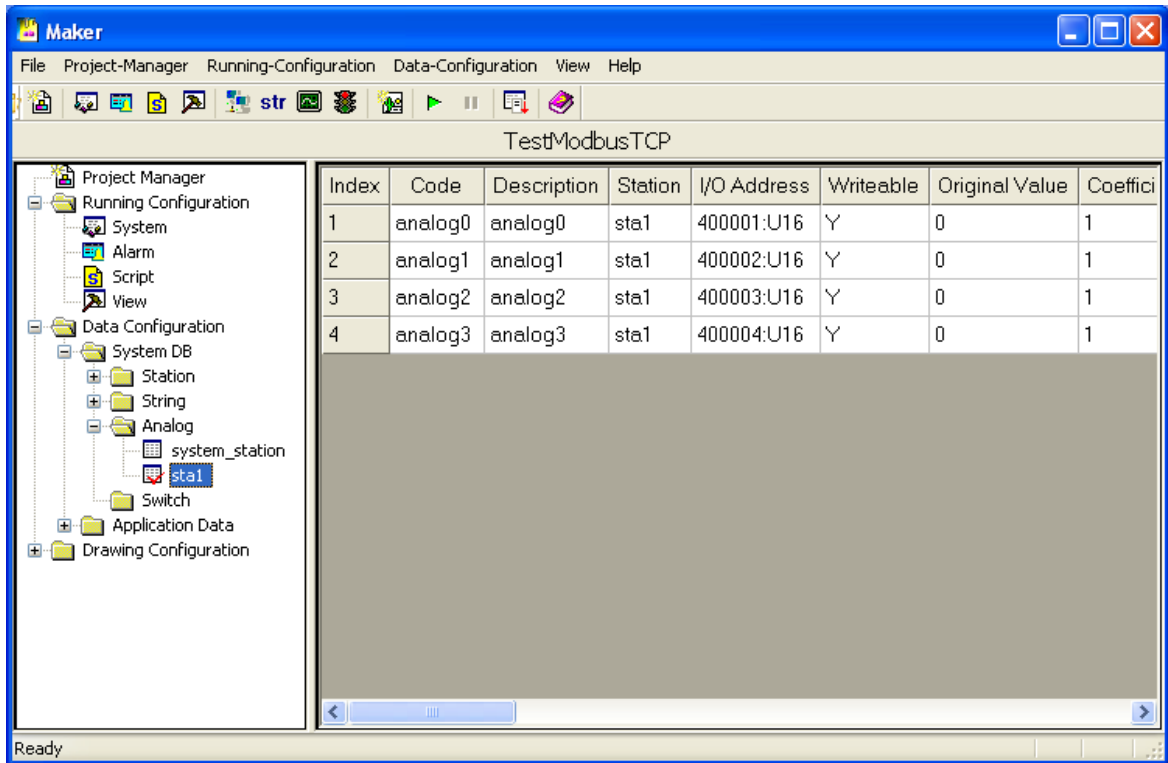 Maker
File Project-Manager Running-Configuration Data-Configuration View Help
str
TestModbusTCP
Project Manager
Running Configuration
System
Alarm
Script
View
Data Configuration
System DB
Station
String
Analog
system_station
sta1
Switch
Application Data
Drawing Configuration
Index Code Description Station I/O Address Writeable Original Value Coeffici
1 analog0 analog0 sta1 400001:U16 Y 0 1
2 analog1 analog1 sta1 400002:U16 Y 0 1
3 analog2 analog2 sta1 400003:U16 Y 0 1
4 analog3 analog3 sta1 400004:U16 Y 0 1
Ready